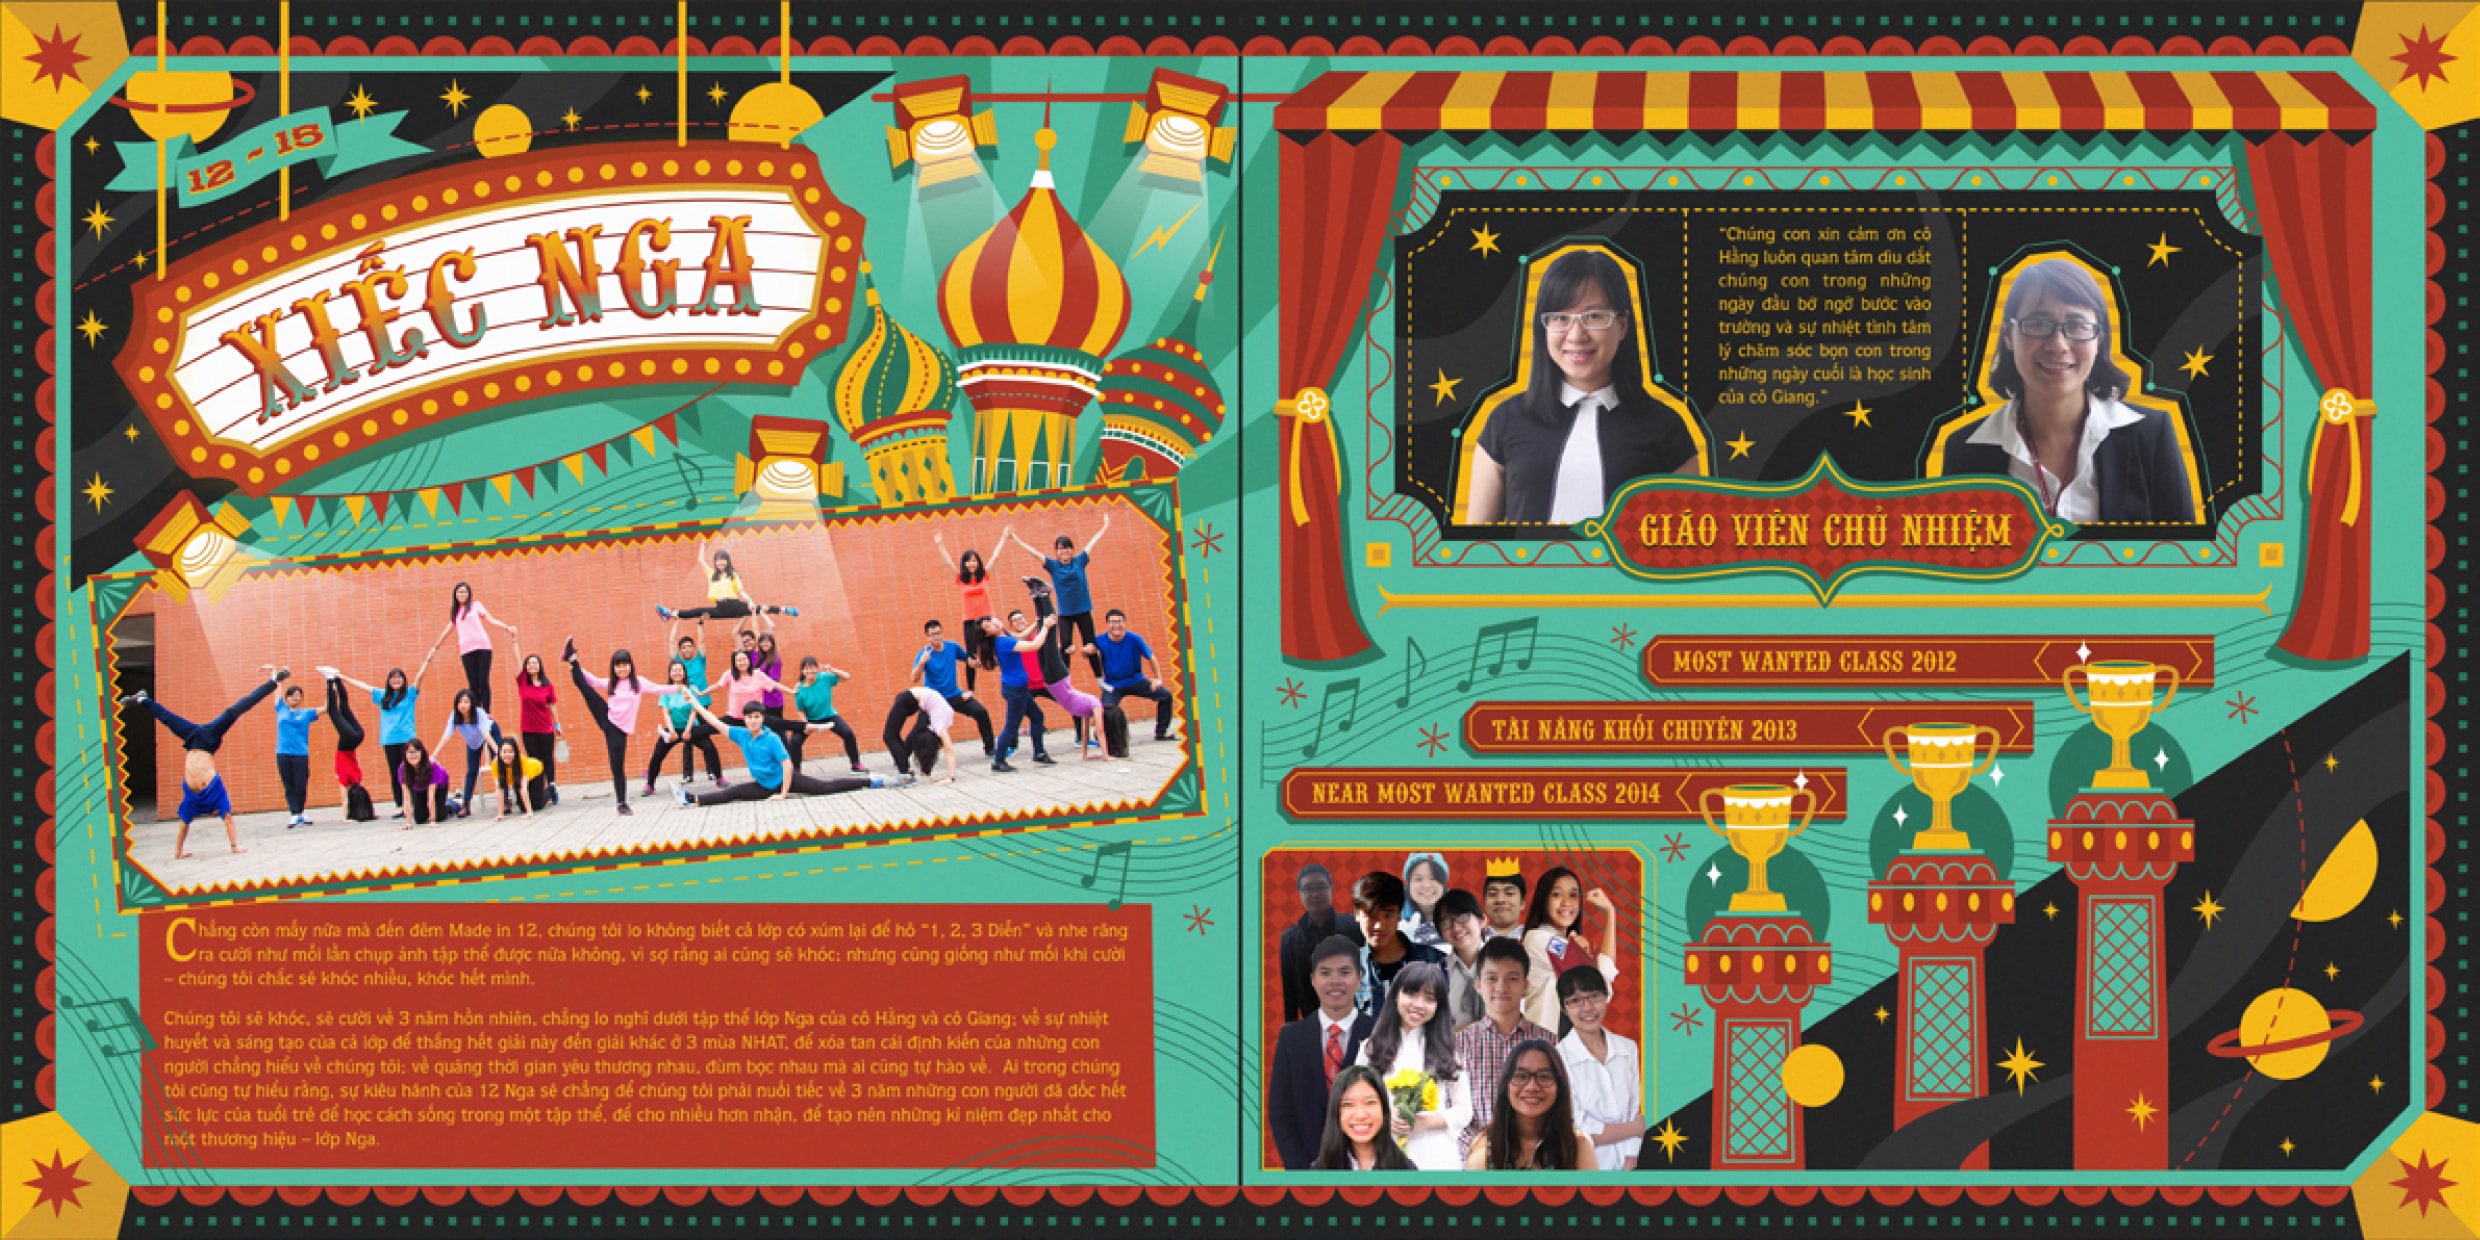 12 ~ 15
XIẾC NGA
Chẳng còn mấy nữa mà đến đêm Made in 12, chúng tôi lo không biết cả lớp có xúm lại để hô "1, 2, 3 Diễn" và nhe răng
ra cười như mỗi lần chụp ảnh tập thể được nữa không, vì sợ rằng ai cũng sẽ khóc; nhưng cũng giống như mỗi khi cười
– chúng tôi chắc sẽ khóc nhiều, khóc hết mình.
Chúng tôi sẽ khóc, sẽ cười về 3 năm hồn nhiên, chẳng lo nghĩ dưới tập thể lớp Nga của cô Hằng và cô Giang; về sự nhiệt
huyết và sáng tạo của cả lớp để thắng hết giải này đến giải khác ở 3 mùa NHAT, để xóa tan cái định kiến của những con
người chẳng hiểu về chúng tôi; về quãng thời gian yêu thương nhau, đùm bọc nhau mà ai cũng tự hào về. Ai trong chúng
tôi cũng tự hiểu rằng, sự kiêu hãnh của 12 Nga sẽ chẳng để chúng tôi phải nuối tiếc về 3 năm những con người đã dốc hết
sức lực của tuổi trẻ để học cách sống trong một tập thể, để cho nhiều hơn nhận, để tạo nên những kỉ niệm đẹp nhất cho
một thương hiệu – lớp Nga.
"Chúng con xin cảm ơn cô
Hằng luôn quan tâm dìu dắt
chúng con trong những
ngày đầu bỡ ngỡ bước vào
trường và sự nhiệt tình tâm
lý chăm sóc bọn con trong
những ngày cuối là học sinh
của cô Giang."
GIÁO VIÊN CHỦ NHIỆM
MOST WANTED CLASS 2012
TÀI NĂNG KHỐI CHUYÊN 2013
NEAR MOST WANTED CLASS 2014